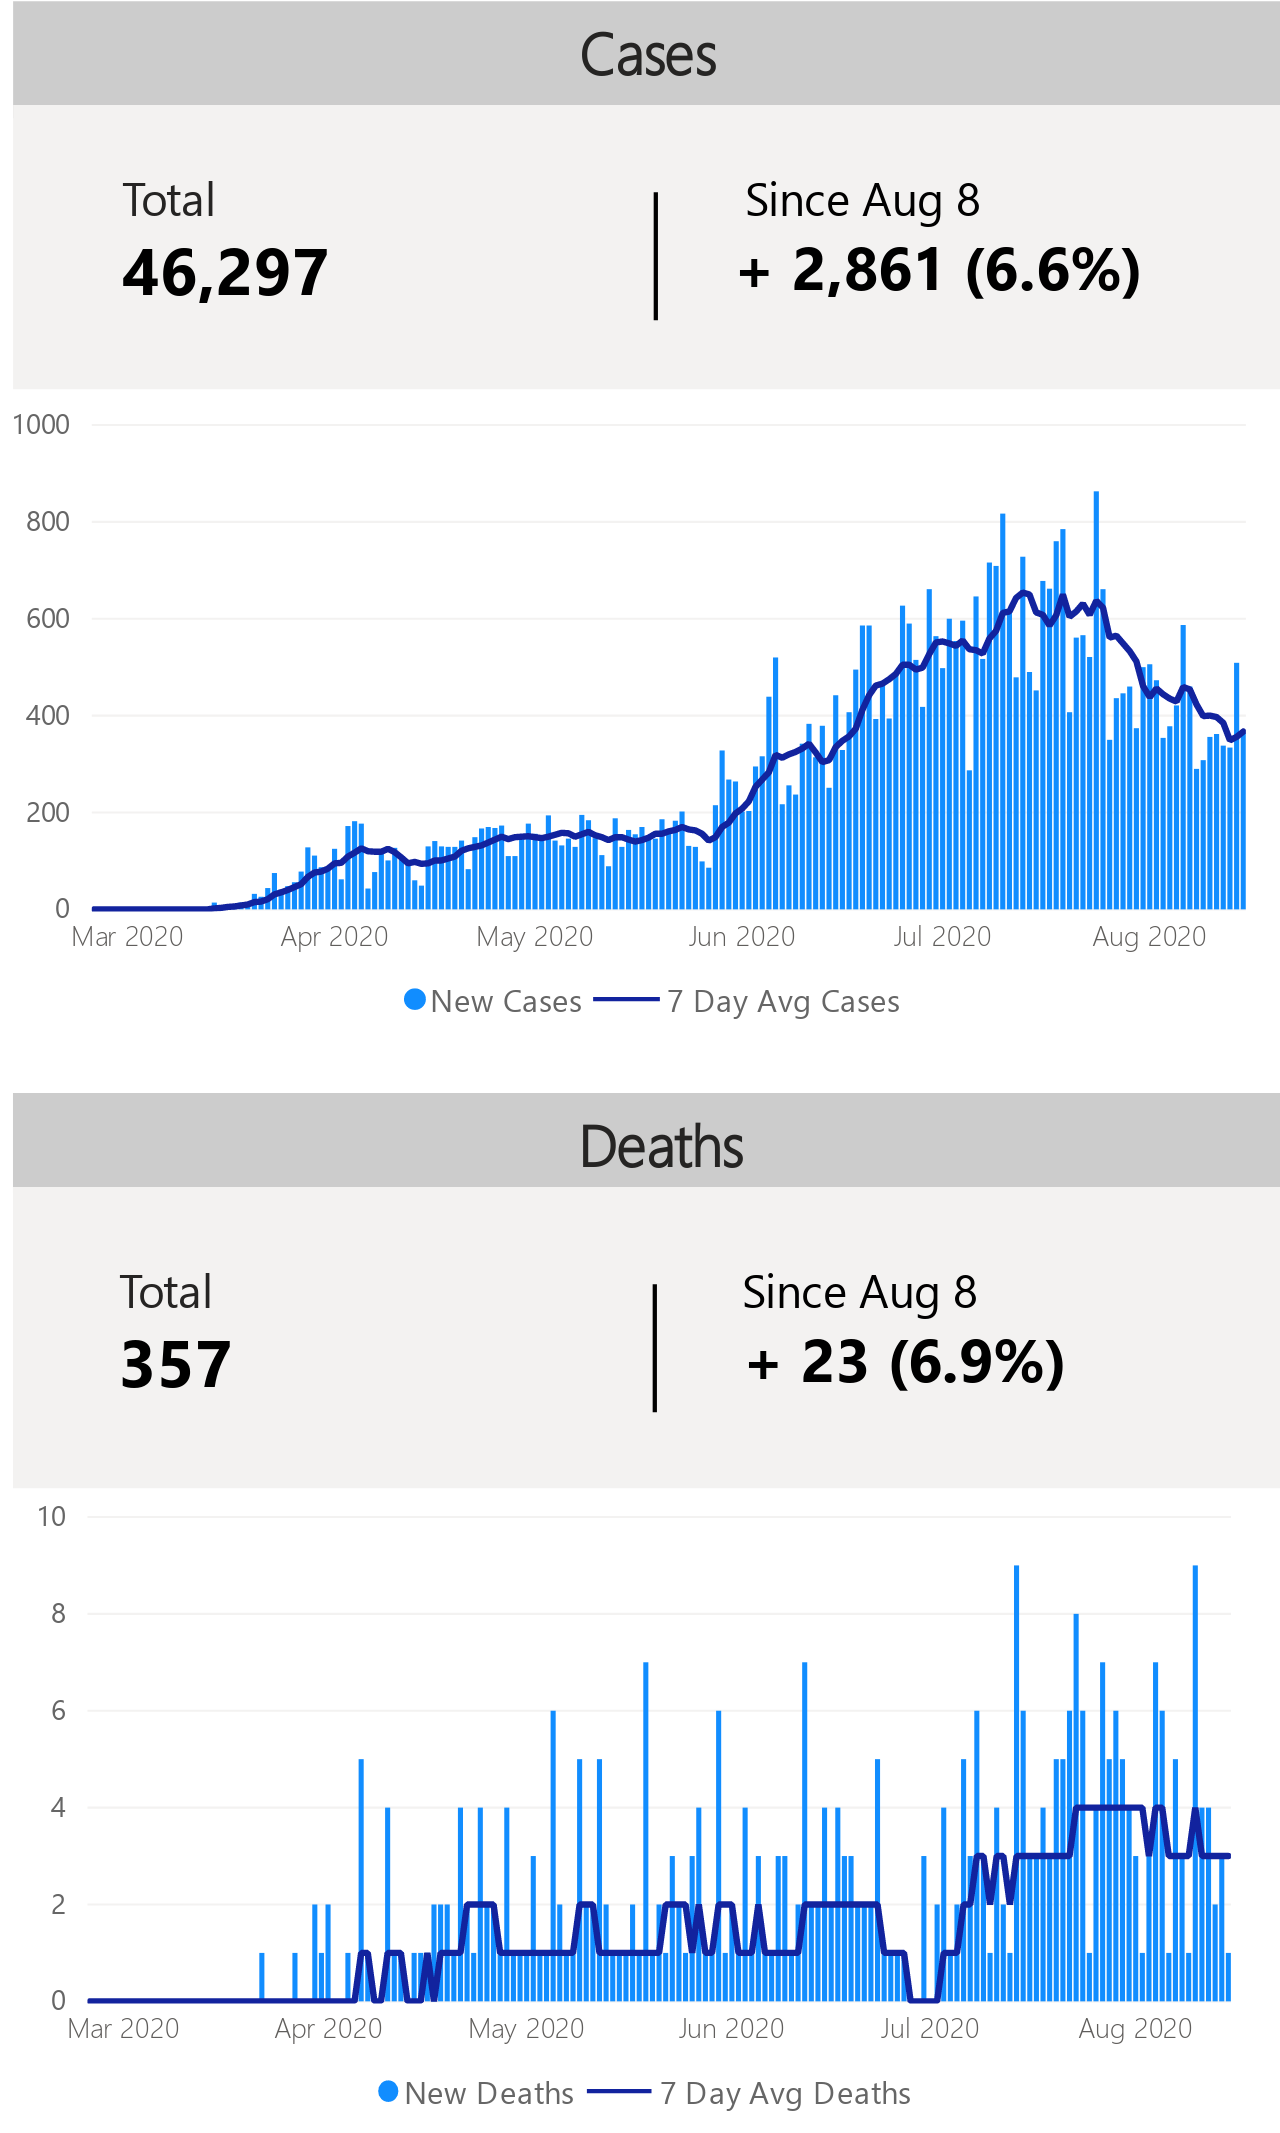 Cases
Total
Since Aug 8
46,297
+ 2,861 (6.6%)
1000
800
600
400
200
0
Mar 2020 Apr 2020 May 2020 Jun 2020 Jul 2020 Aug 2020
New Cases 7 Day Avg Cases
Deaths
Total
Since Aug 8
357
+ 23 (6.9%)
10
8
6
4
2
0
Mar 2020 Apr 2020 May 2020 Jun 2020 Jul 2020 Aug 2020
New Deaths 7 Day Avg Deaths